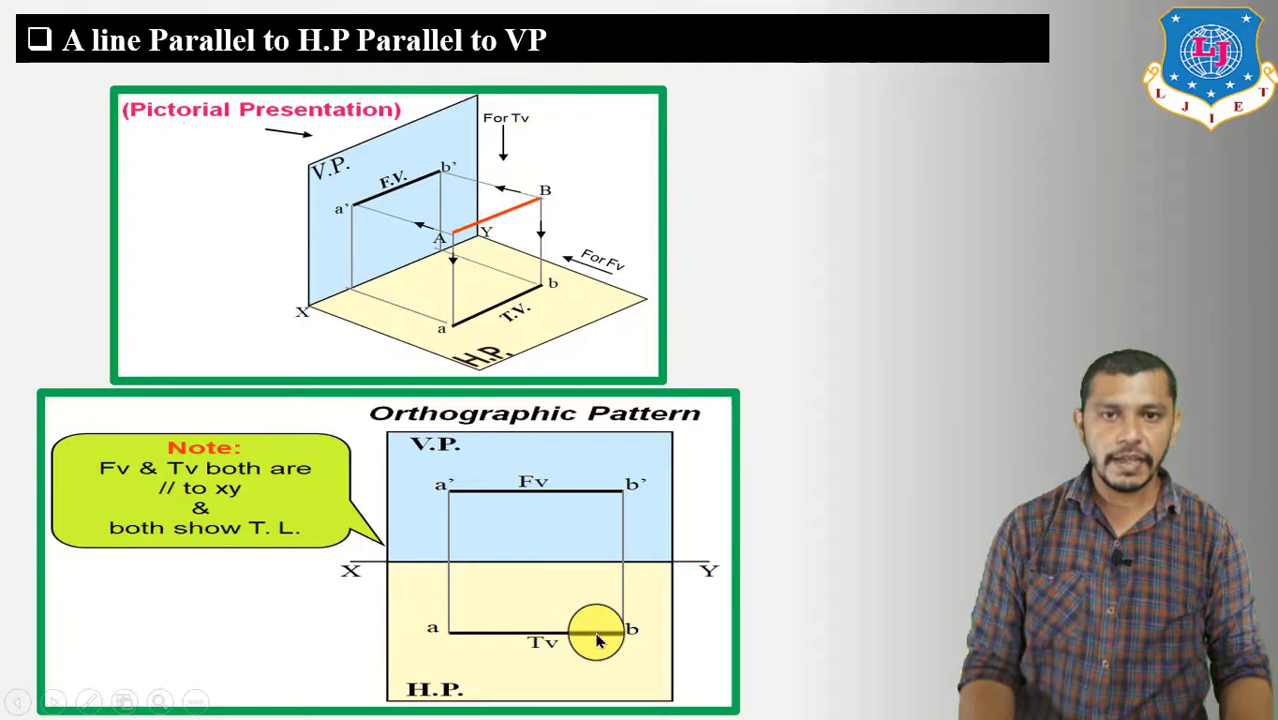 ❑ A line Parallel to H.P Parallel to VP
LJ
L J I E T
(Pictorial Presentation)
For Tv
V.P.
F.V.
b'
a'
B
A
Y
For Fv
b
T.V.
X
a
H.P.
Orthographic Pattern
Note:
Fv & Tv both are
// to xy
&
both show T. L.
V.P.
a' Fv b'
X Y
a b
Tv
H.P.